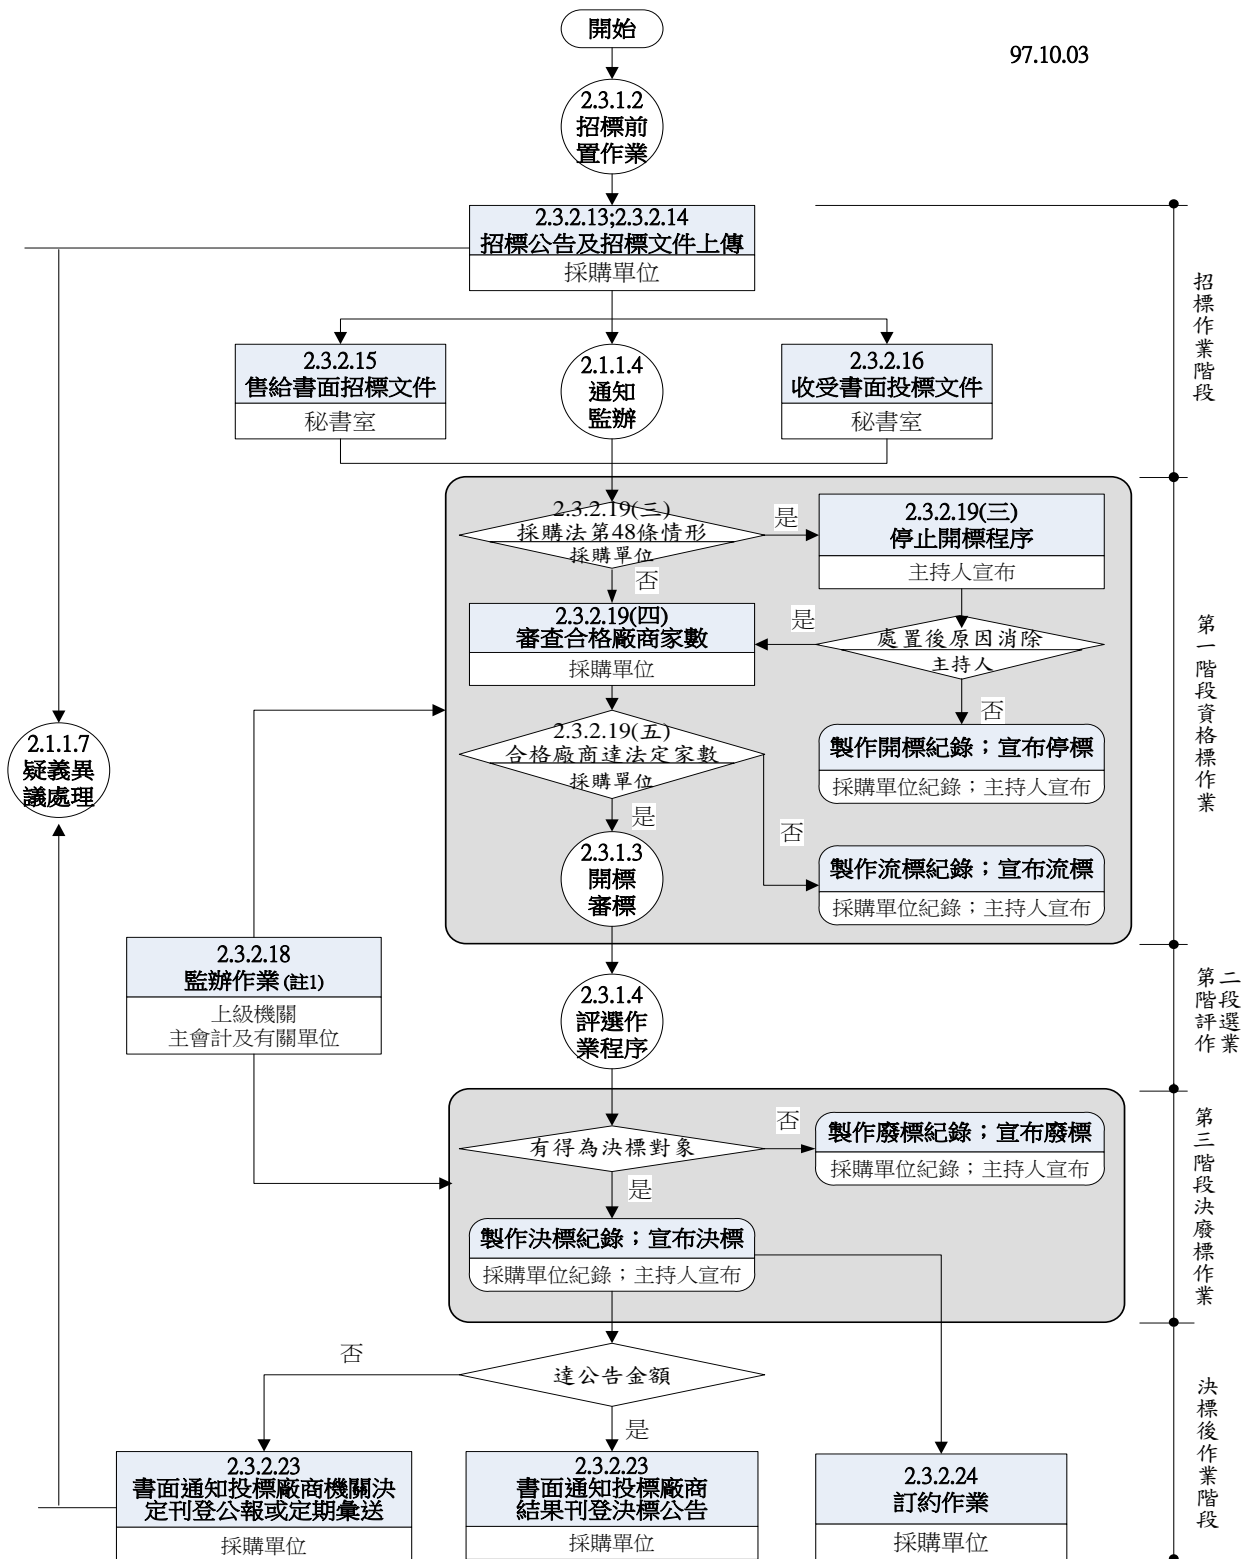 開始
97.10.03
2.3.1.2
招標前
置作業
2.3.2.13;2.3.2.14
招標公告及招標文件上傳
採購單位
招標作業階段
2.3.2.15
售給書面招標文件
秘書室
2.1.1.4
通知
監辦
2.3.2.16
收受書面投標文件
秘書室
2.3.2.19(三)
採購法第48條情形
採購單位
是
否
2.3.2.19(三)
停止開標程序
主持人宣布
2.3.2.19(四)
審查合格廠商家數
採購單位
是
處置後原因消除
主持人
否
第一階段資格標作業
2.3.2.19(五)
合格廠商達法定家數
採購單位
是
否
製作開標紀錄；宣布停標
採購單位紀錄；主持人宣布
2.1.1.7
疑義異
議處理
2.3.1.3
開標
審標
製作流標紀錄；宣布流標
採購單位紀錄；主持人宣布
2.3.2.18
監辦作業(註1)
上級機關
主會計及有關單位
2.3.1.4
評選作
業程序
第二階段評選作業
有得為決標對象
否
是
製作廢標紀錄；宣布廢標
採購單位紀錄；主持人宣布
製作決標紀錄；宣布決標
採購單位紀錄；主持人宣布
第三階段決廢標作業
達公告金額
否
是
2.3.2.23
書面通知投標廠商機關決
定刊登公報或定期彙送
採購單位
2.3.2.23
書面通知投標廠商
結果刊登決標公告
採購單位
2.3.2.24
訂約作業
採購單位
決標後作業階段